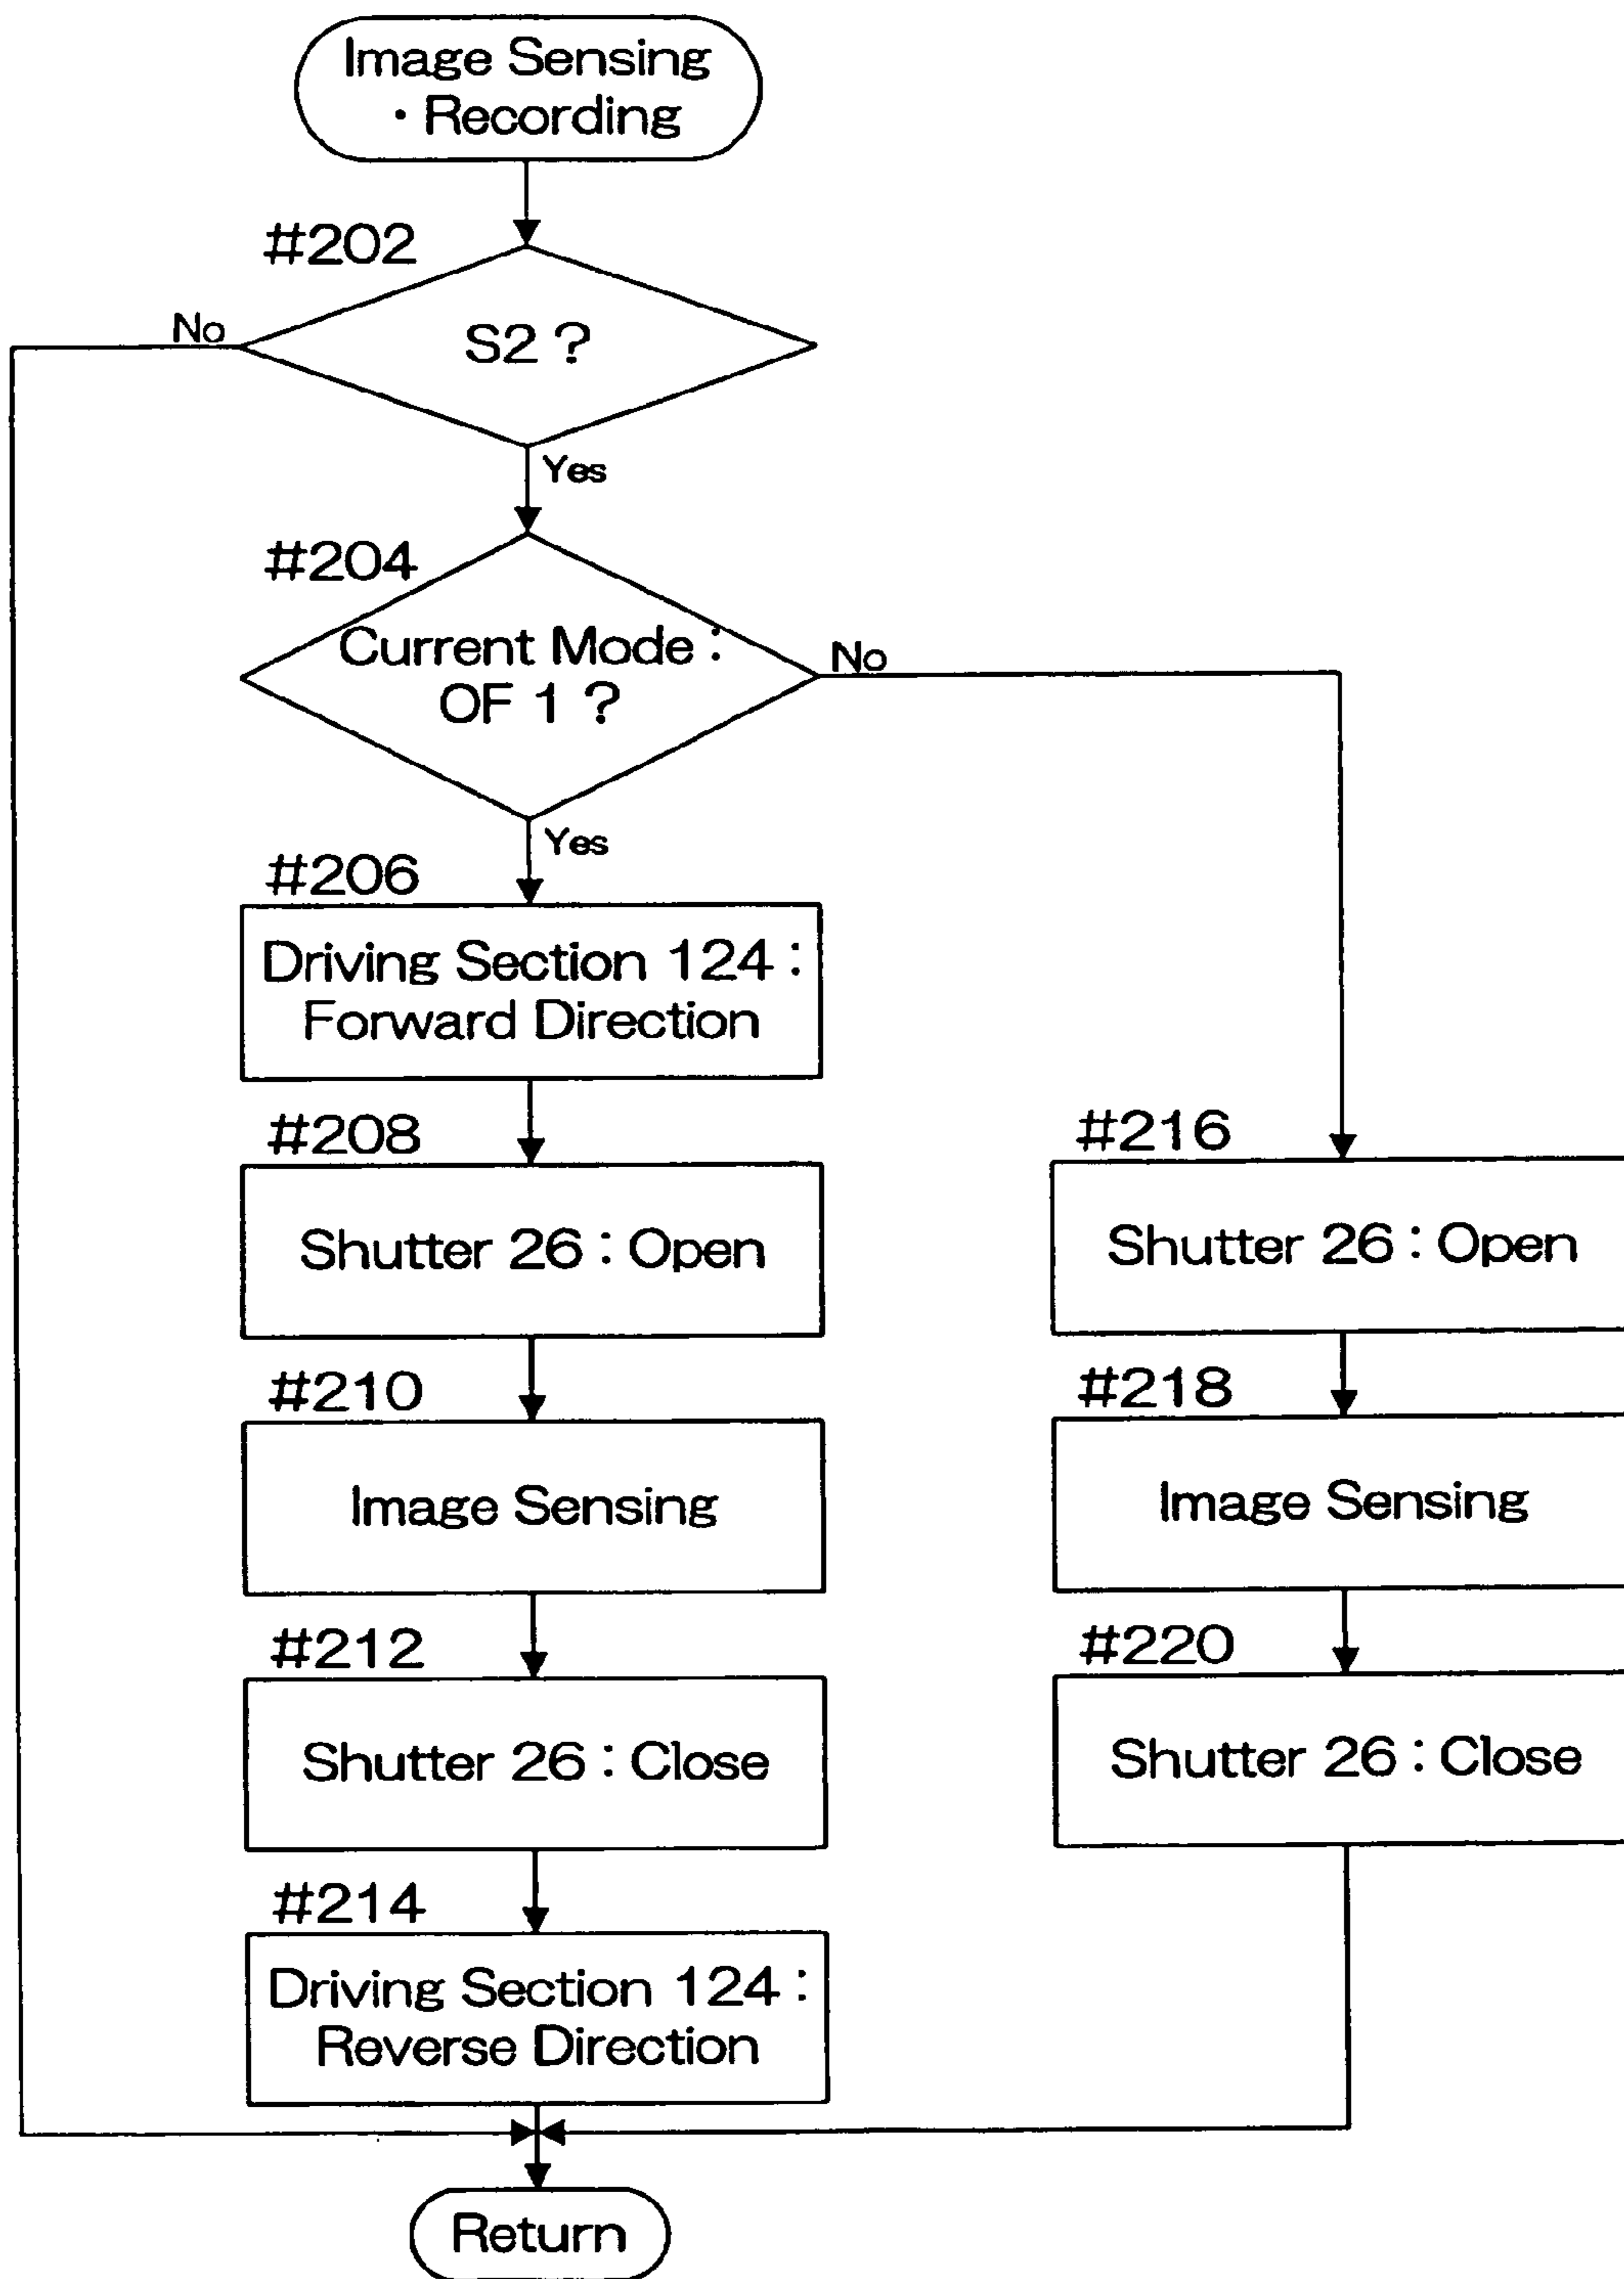 Image Sensing
・Recording
#202
No
S2 ?
Yes
#204
Current Mode :
OF 1 ?
No
Yes
#206
Driving Section 124 :
Forward Direction
#208
Shutter 26 : Open
#216
Shutter 26 : Open
#210
Image Sensing
#218
Image Sensing
#212
Shutter 26 : Close
#220
Shutter 26 : Close
#214
Driving Section 124 :
Reverse Direction
Return